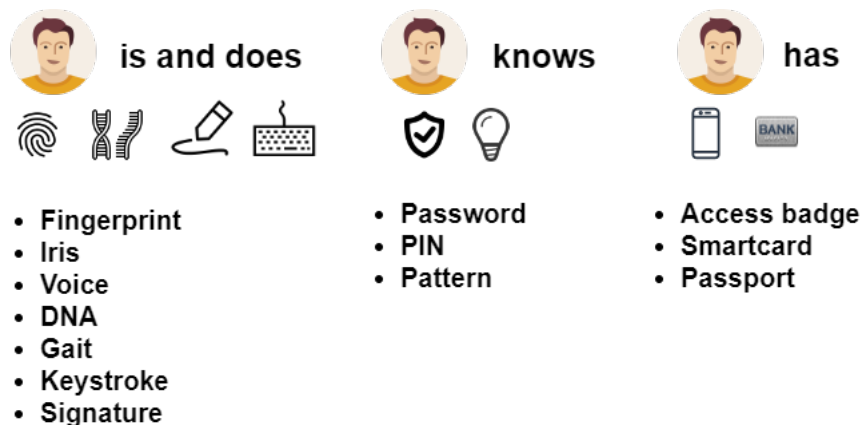 is and does
knows
has
BANK
• Fingerprint
• Iris
• Voice
• DNA
• Gait
• Keystroke
• Signature
• Password
• PIN
• Pattern
• Access badge
• Smartcard
• Passport